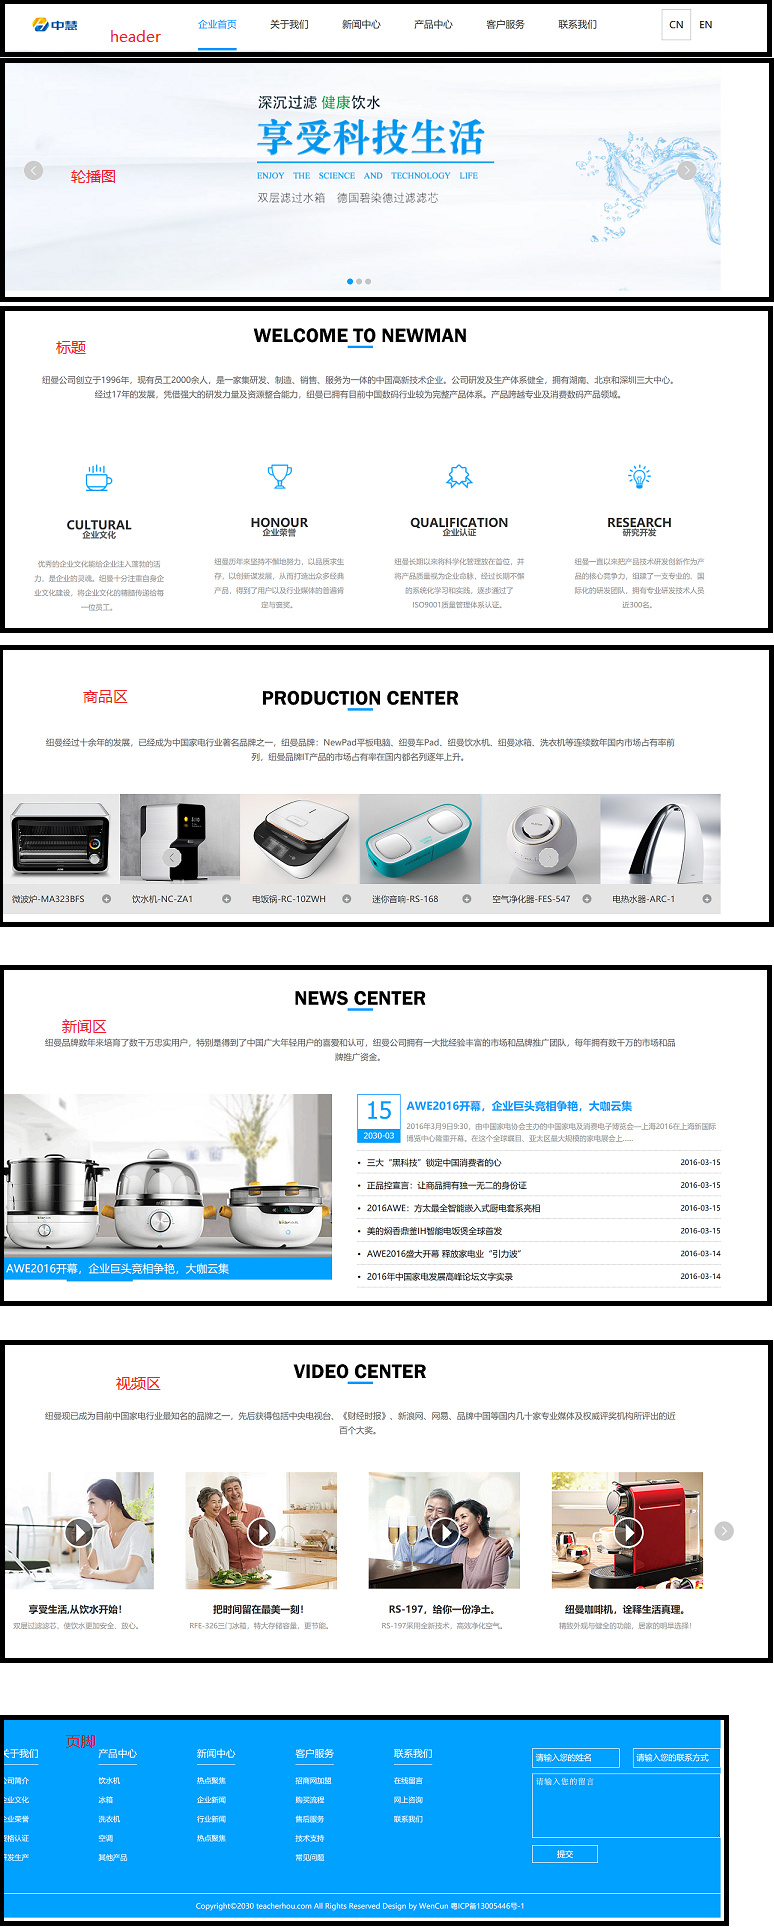 中慧
header
企业首页 关于我们 新闻中心 产品中心 客户服务 联系我们 CN EN
深沉过滤 健康饮水
享受科技生活
ENJOY THE SCIENCE AND TECHNOLOGY LIFE
双层滤过水箱 德国碧染德过滤滤芯
轮播图
WELCOME TO NEWMAN
标题
纽曼公司创立于1996年，现有员工2000余人，是一家集研发、制造、销售、服务为一体的中国高新技术企业。公司研发及生产体系健全，拥有湖南、北京和深圳三大中心。
经过17年的发展，凭借强大的研发力量及资源整合能力，纽曼已拥有目前中国数码行业较为完整产品体系。产品跨越专业及消费数码产品领域。
CULTURAL
企业文化
优秀的企业文化能给企业注入蓬勃的活
力，是企业的灵魂。纽曼十分注重自身企
业文化建设，将企业文化的精髓传递给每
一位员工。
HONOUR
企业荣誉
纽曼历年来坚持不懈地努力，以品质求生
存，以创新谋发展，从而打造出众多经典
产品，得到了用户以及行业媒体的普遍肯
定与褒奖。
QUALIFICATION
企业认证
纽曼长期以来将科学化管理放在首位，并
将产品质量视为企业命脉，经过长期不懈
的系统化学习和实践，逐步通过了
ISO9001质量管理体系认证。
RESEARCH
研究开发
纽曼一直以来把产品技术研发创新作为产
品的核心竞争力，组建了一支专业的、国
际化的研发团队，拥有专业研发技术人员
近300名。
商品区
PRODUCTION CENTER
纽曼经过十余年的发展，已经成为中国家电行业著名品牌之一，纽曼品牌：NewPad平板电脑、纽曼车Pad、纽曼饮水机、纽曼冰箱、洗衣机等连续数年国内市场占有率前
列，纽曼品牌IT产品的市场占有率在国内都名列逐年上升。
微波炉-MA323BFS 饮水机-NC-ZA1 电饭锅-RC-10ZWH 迷你音响-RS-168 空气净化器-FES-547 电热水器-ARC-1
NEWS CENTER
新闻区
纽曼品牌数年来培育了数千万忠实用户，特别是得到了中国广大年轻用户的喜爱和认可，纽曼公司拥有一大批经验丰富的市场和品牌推广团队，每年拥有数千万的市场和品
牌推广资金。
AWE2016开幕，企业巨头竞相争艳，大咖云集
15
2030-03
AWE2016开幕，企业巨头竞相争艳，大咖云集
2016年3月9日9:30，由中国家电协会主办的中国家电及消费电子博览会—上海2016在上海新国际
博览中心隆重开幕。在这个全球瞩目、亚太区最大规模的家电展会上......
• 三大“黑科技”锁定中国消费者的心 2016-03-15
• 正品控宣言：让商品拥有独一无二的身份证 2016-03-15
• 2016AWE：方太最全智能嵌入式厨电套系亮相 2016-03-15
• 美的焖香鼎釜IH智能电饭煲全球首发 2016-03-15
• AWE2016盛大开幕 释放家电业“引力波” 2016-03-14
• 2016年中国家电发展高峰论坛文字实录 2016-03-14
VIDEO CENTER
视频区
纽曼现已成为目前中国家电行业最知名的品牌之一，先后获得包括中央电视台、《财经时报》、新浪网、网易、品牌中国等国内几十家专业媒体及权威评奖机构所评出的近
百个大奖。
享受生活,从饮水开始！
双层过滤滤芯，使饮水更加安全、放心。
把时间留在最美一刻！
RFE-326三门冰箱，特大存储容量，更节能。
RS-197，给你一份净土。
RS-197采用全新技术，高效净化空气。
纽曼咖啡机，诠释生活真理。
精致外观与健全的功能，居家的明早选择！
页脚
关于我们 产品中心 新闻中心 客户服务 联系我们
公司简介 饮水机 热点聚焦 招商网加盟 在线留言
企业文化 冰箱 企业新闻 购买流程 网上咨询
企业荣誉 洗衣机 行业新闻 售后服务 联系我们
资格认证 空调 热点聚焦 技术支持
研发生产 其他产品 常见问题
请输入您的姓名 请输入您的联系方式
请输入您的留言
提交
Copyright©2030 teacherhou.com All Rights Reserved Design by WenCun 粤ICP备13005446号-1